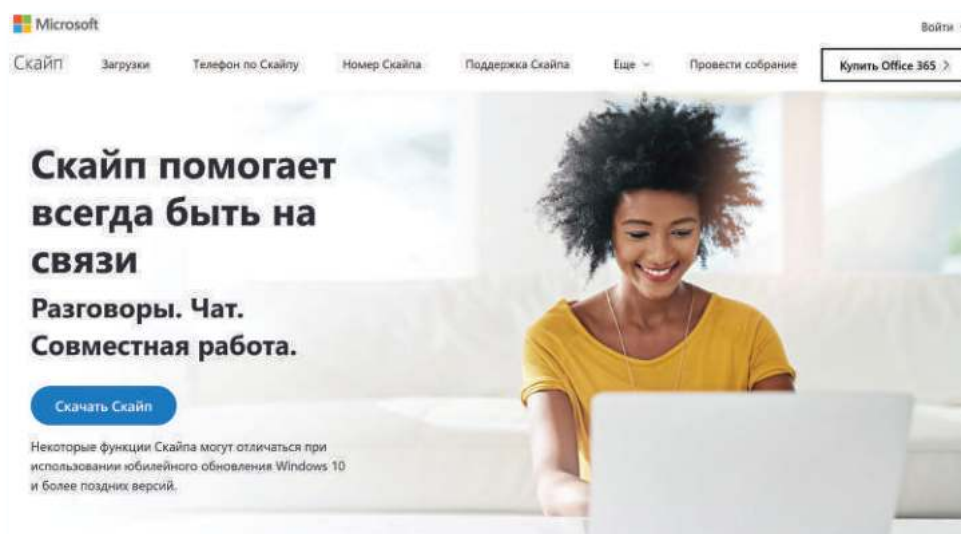 Microsoft
Войти
Скайп Загрузки Телефон по Скайпу Номер Скайпа Поддержка Скайпа Еще Провести собрание Купить Office 365
Скайп помогает
всегда быть на
связи
Разговоры. Чат.
Совместная работа.
Скачать Скайп
Некоторые функции Скайпа могут отличаться при
использовании юбилейного обновления Windows 10
и более поздних версий.